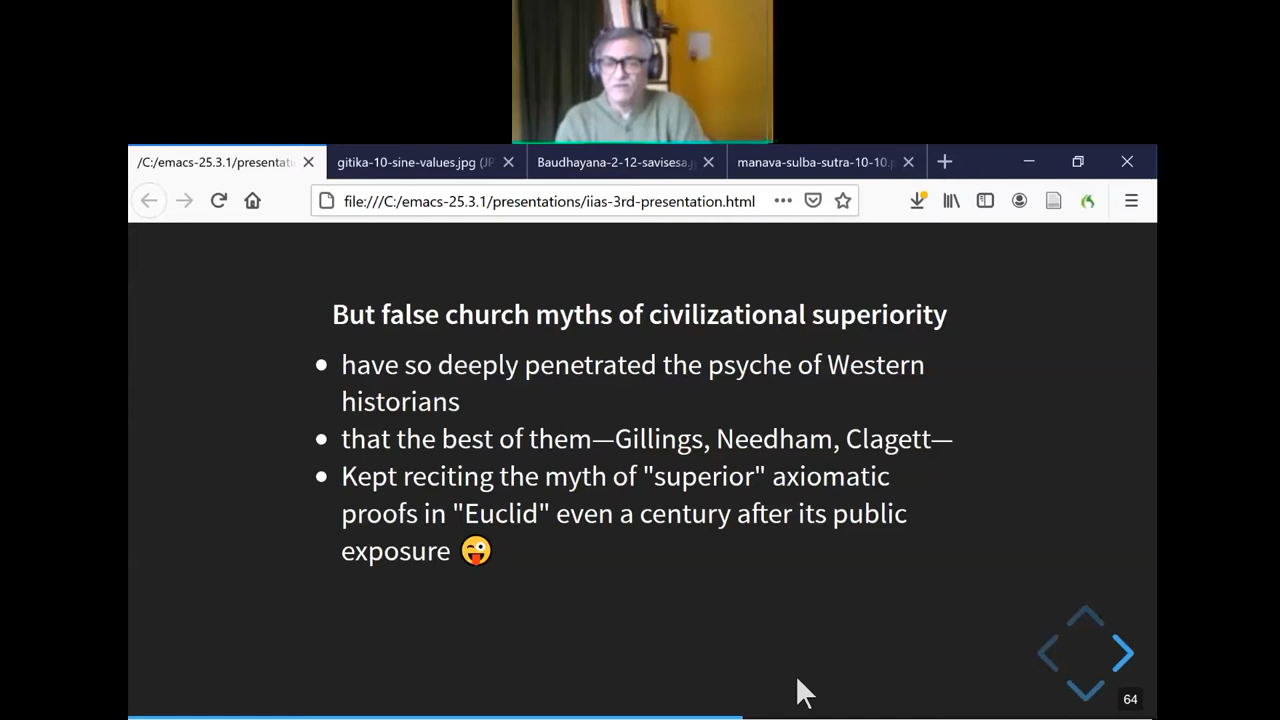 /C:/emacs-25.3.1/presentati
gitika-10-sine-values.jpg (JP
Baudhayana-2-12-savisesa.j
manava-sulba-sutra-10-10.p
file:///C:/emacs-25.3.1/presentations/iias-3rd-presentation.html
But false church myths of civilizational superiority
have so deeply penetrated the psyche of Western
historians
that the best of them—Gillings, Needham, Clagett—
Kept reciting the myth of "superior" axiomatic
proofs in "Euclid" even a century after its public
exposure 😜
64